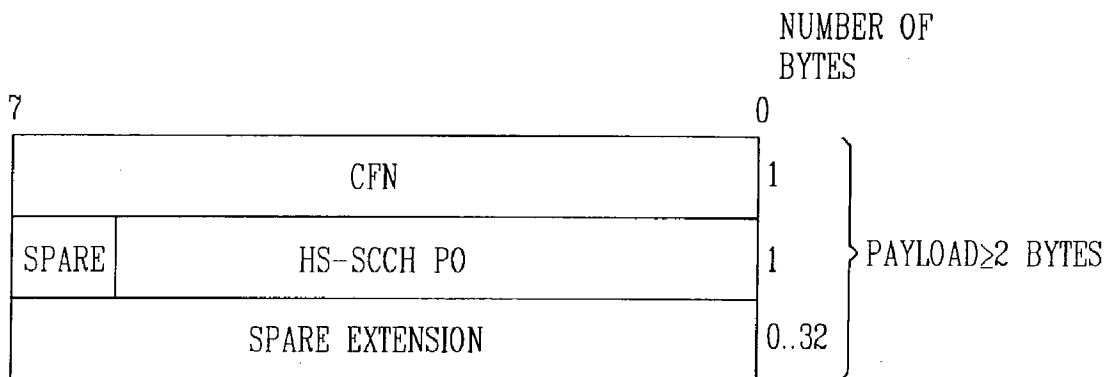 NUMBER OF
BYTES
7 0
CFN 1
SPARE HS-SCCH PO 1 PAYLOAD≥2 BYTES
SPARE EXTENSION 0..32